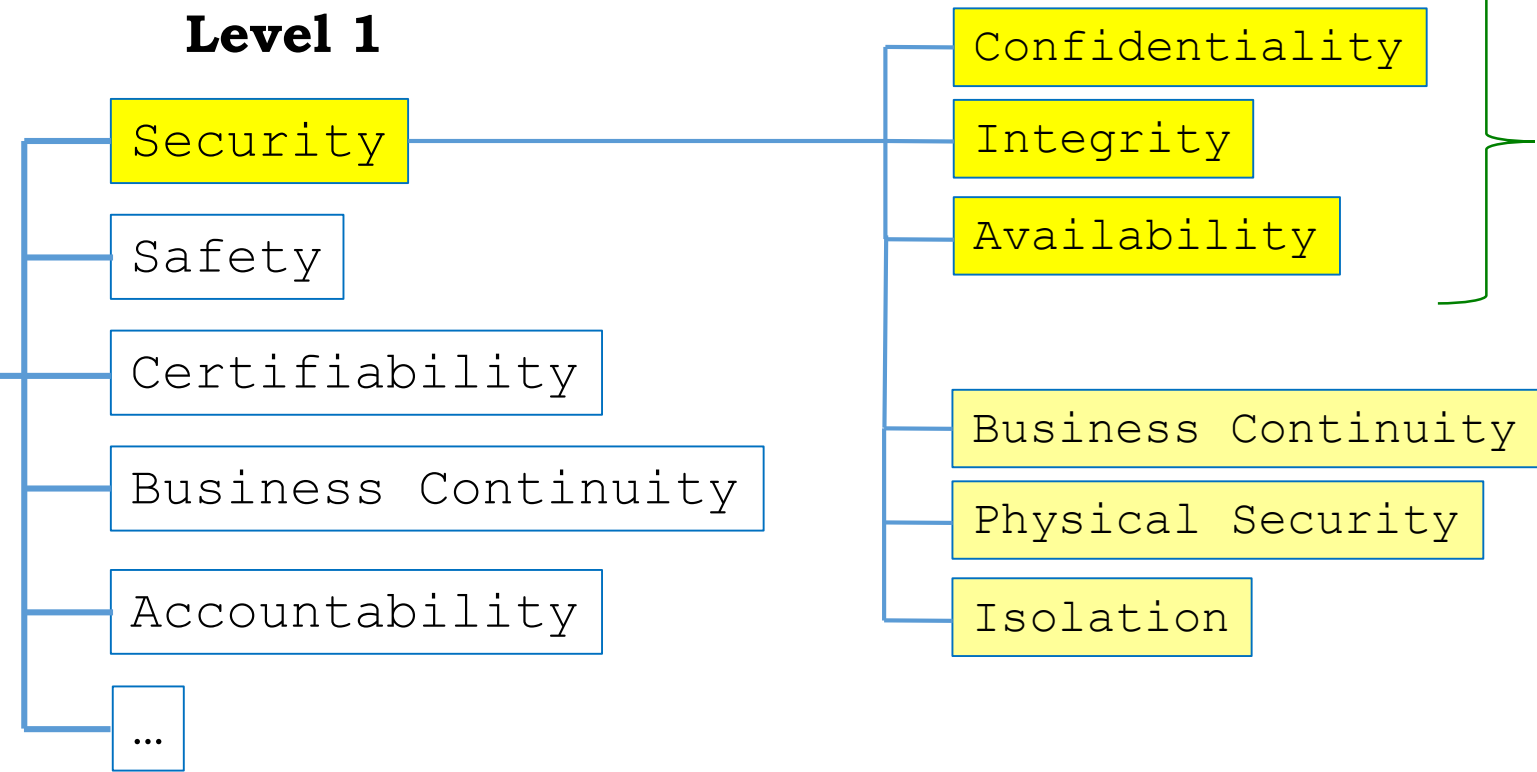 Level 1
Security
Safety
Certifiability
Business Continuity
Accountability
…
Confidentiality
Integrity
Availability
Business Continuity
Physical Security
Isolation